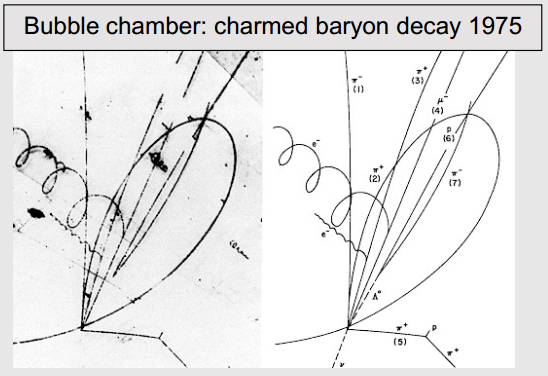 Bubble chamber: charmed baryon decay 1975
π⁻
(1)
π⁺
(3)
μ⁻
(4)
p
(6)
e⁻
π⁺
(2)
π⁻
(7)
e⁻
Λ°
π⁺
(5)
p
π⁺
ν